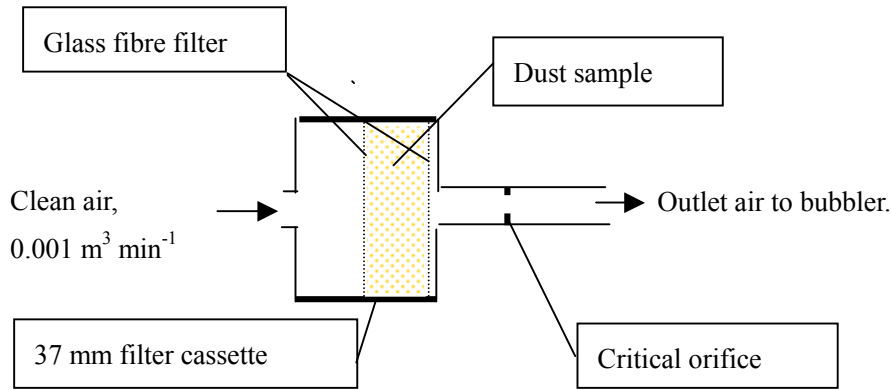 Glass fibre filter
Dust sample
Clean air,
0.001 m³ min⁻¹
Outlet air to bubbler.
37 mm filter cassette
Critical orifice